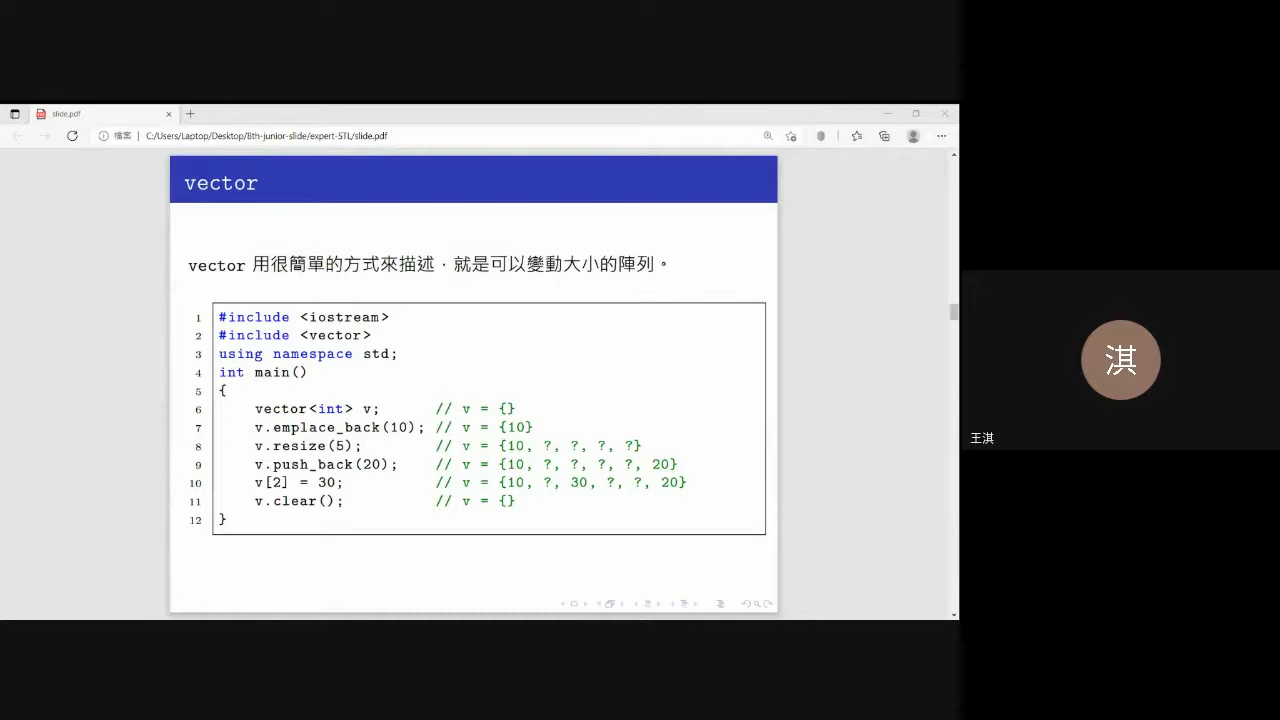 slide.pdf
檔案 C:/Users/Laptop/Desktop/8th-junior-slide/expert-STL/slide.pdf
vector
vector 用很簡單的方式來描述,就是可以變動大小的陣列。
1 #include <iostream>
2 #include <vector>
3 using namespace std;
4 int main()
5 {
6 vector<int> v; // v = {}
7 v.emplace_back(10); // v = {10}
8 v.resize(5); // v = {10, ?, ?, ?, ?}
9 v.push_back(20); // v = {10, ?, ?, ?, ?, 20}
10 v[2] = 30; // v = {10, ?, 30, ?, ?, 20}
11 v.clear(); // v = {}
12 }
淇
王淇